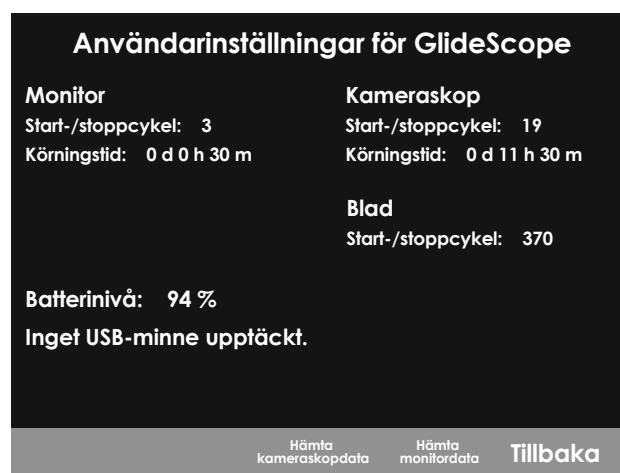 Användarinställningar för GlideScope
Monitor
Start-/stoppcykel: 3
Körningstid: 0 d 0 h 30 m
Kameraskop
Start-/stoppcykel: 19
Körningstid: 0 d 11 h 30 m
Blad
Start-/stoppcykel: 370
Batterinivå: 94 %
Inget USB-minne upptäckt.
Hämta
kameraskopdata
Hämta
monitordata
Tillbaka